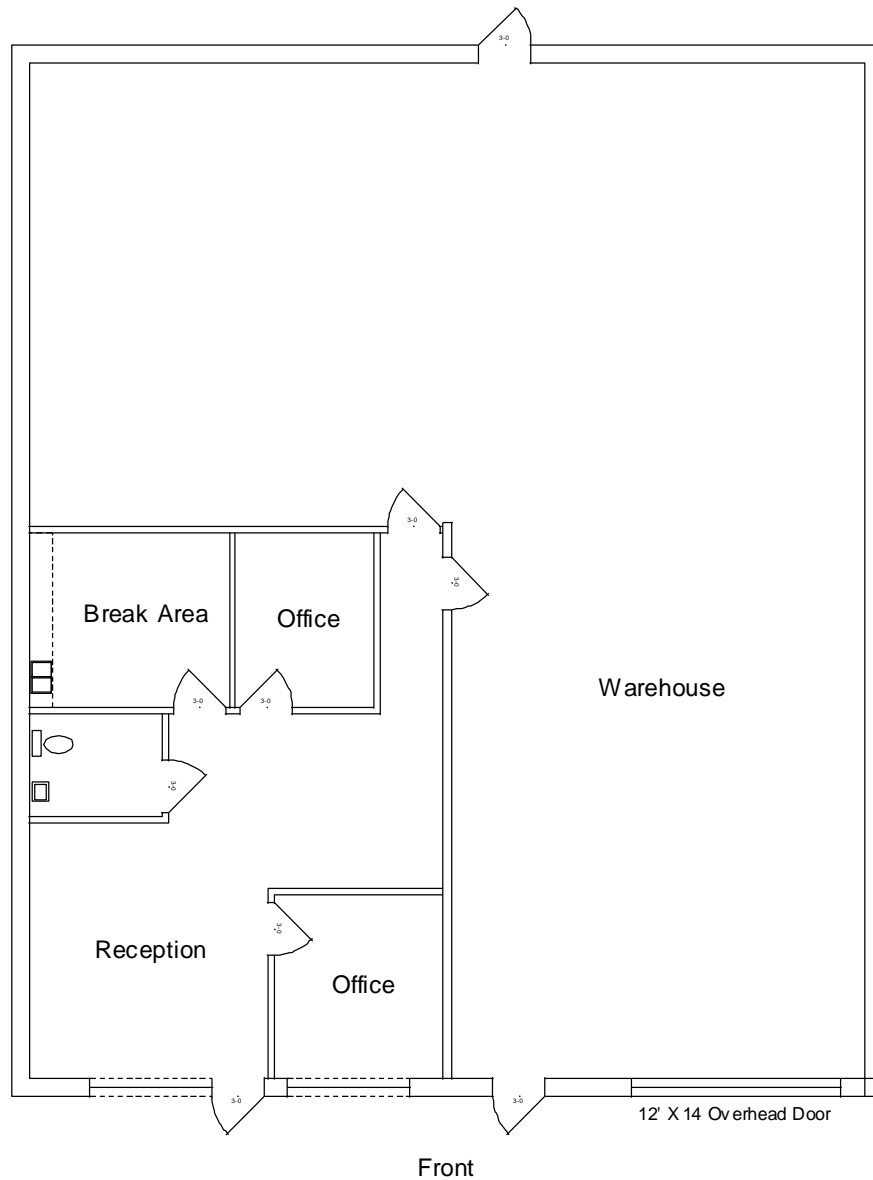 3-0
3-0
3-0
Break Area
Office
Warehouse
3-0
3-0
3-0
Reception
3-0
Office
3-0
3-0
12' X 14 Overhead Door
Front